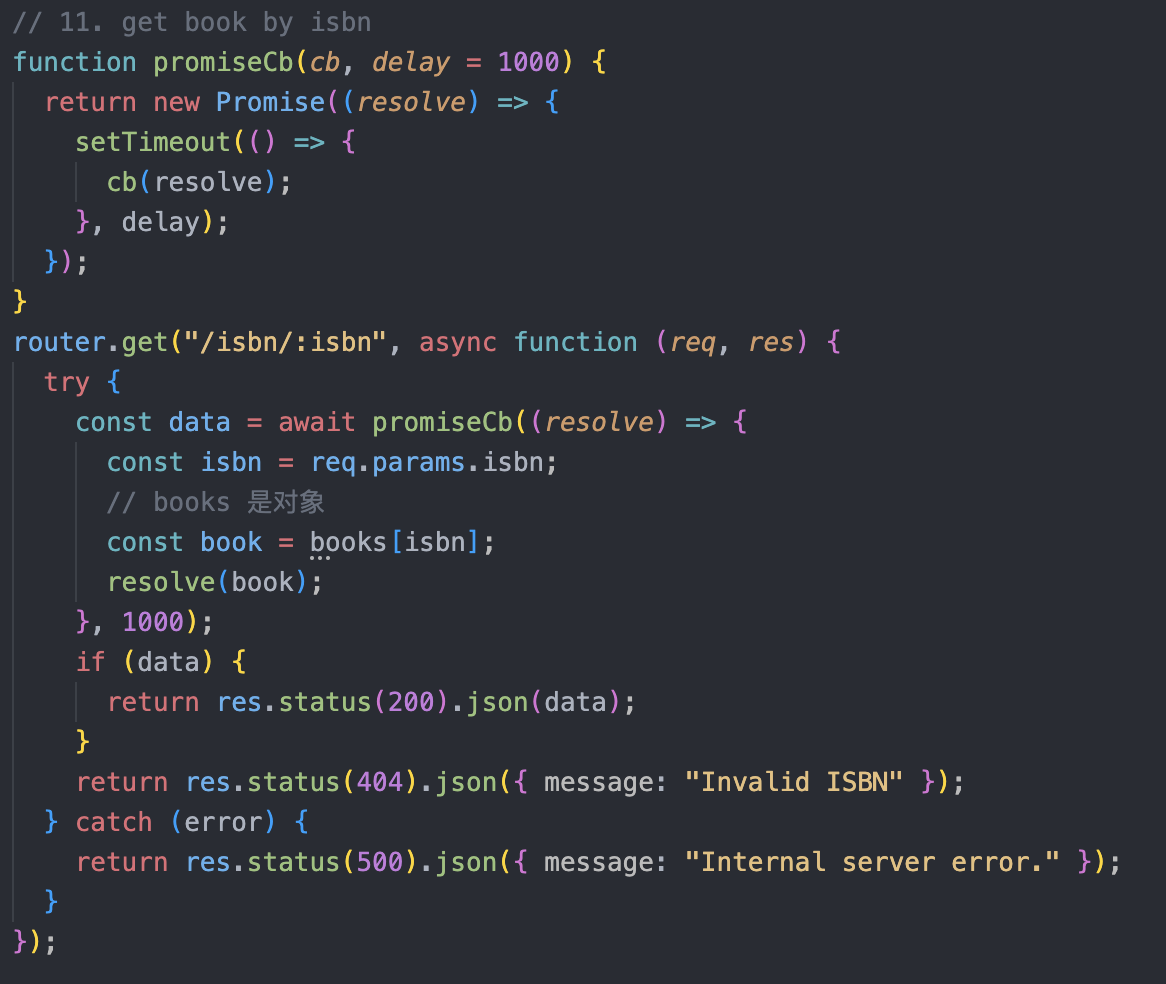 // 11. get book by isbn
function promiseCb(cb, delay = 1000) {
  return new Promise((resolve) => {
    setTimeout(() => {
      cb(resolve);
    }, delay);
  });
}
router.get("/isbn/:isbn", async function (req, res) {
  try {
    const data = await promiseCb((resolve) => {
      const isbn = req.params.isbn;
      // books 是对象
      const book = books[isbn];
      resolve(book);
    }, 1000);
    if (data) {
      return res.status(200).json(data);
    }
    return res.status(404).json({ message: "Invalid ISBN" });
  } catch (error) {
    return res.status(500).json({ message: "Internal server error." });
  }
});